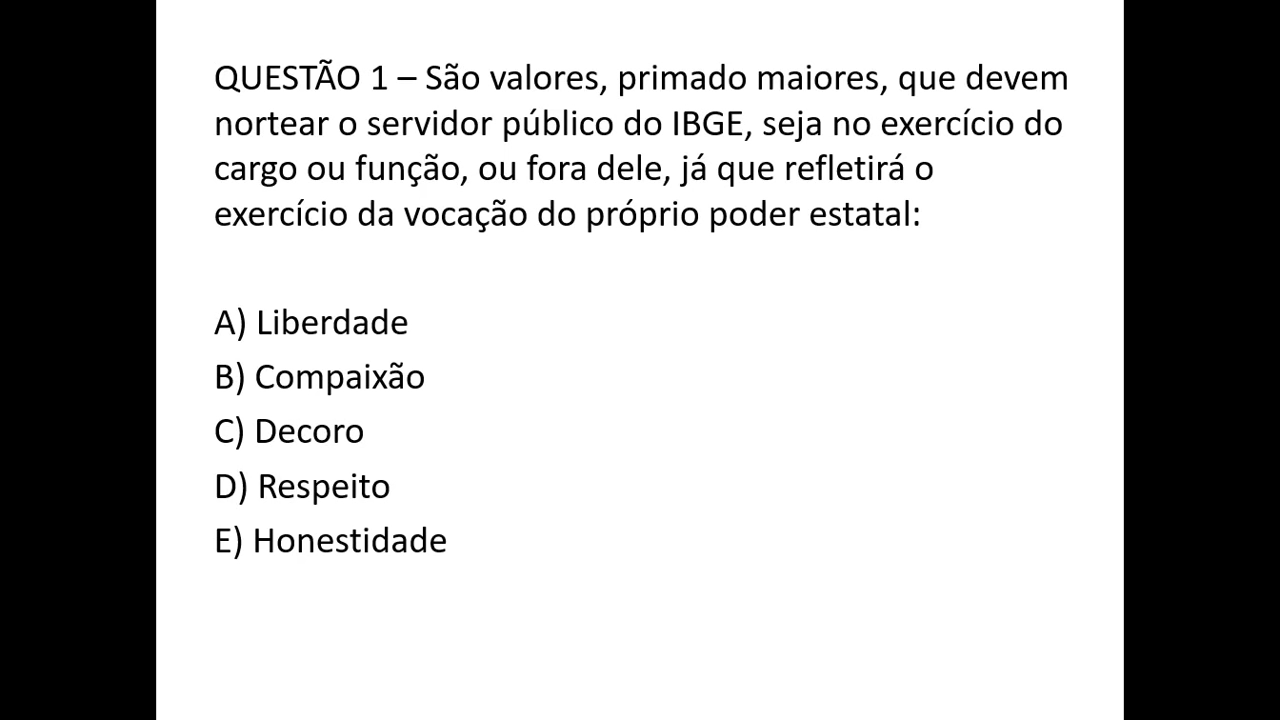 QUESTÃO 1 – São valores, primado maiores, que devem
nortear o servidor público do IBGE, seja no exercício do
cargo ou função, ou fora dele, já que refletirá o
exercício da vocação do próprio poder estatal:
A) Liberdade
B) Compaixão
C) Decoro
D) Respeito
E) Honestidade